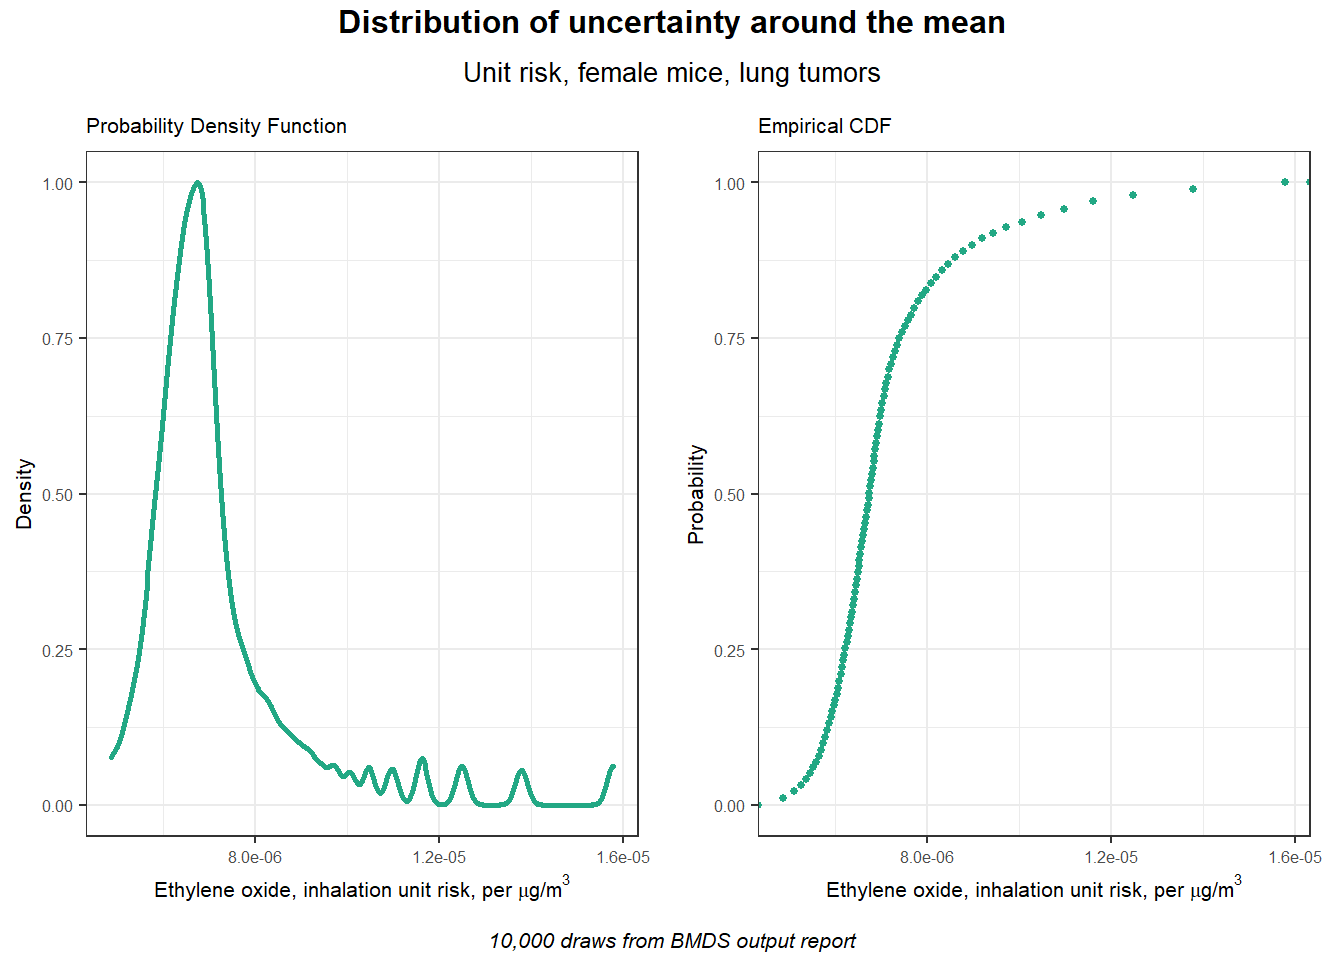 Distribution of uncertainty around the mean
Unit risk, female mice, lung tumors
Probability Density Function
1.00
0.75
0.50
0.25
0.00
Density
8.0e-06 1.2e-05 1.6e-05
Ethylene oxide, inhalation unit risk, per μg/m³
Empirical CDF
1.00
0.75
0.50
0.25
0.00
Probability
8.0e-06 1.2e-05 1.6e-05
Ethylene oxide, inhalation unit risk, per μg/m³
10,000 draws from BMDS output report